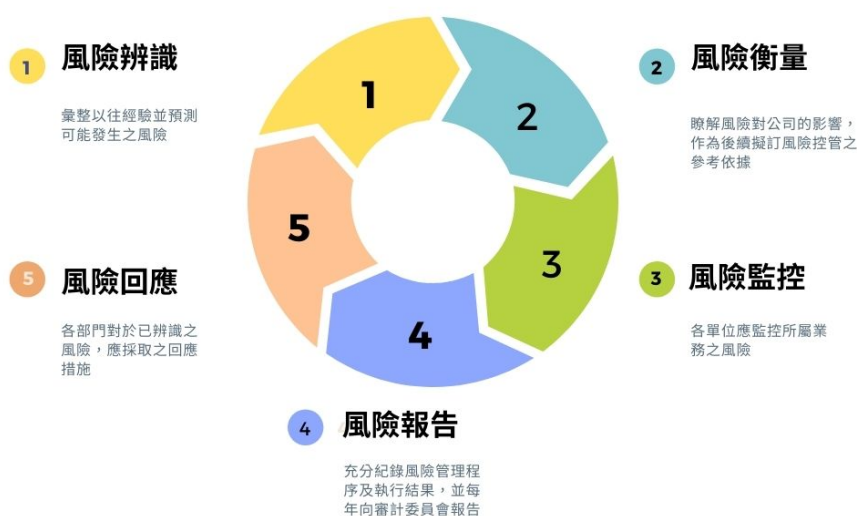 1
風險辨識
彙整以往經驗並預測
可能發生之風險
2
風險衡量
瞭解風險對公司的影響，
作為後續擬訂風險控管之
參考依據
3
風險監控
各單位應監控所屬業
務之風險
4
風險報告
充分紀錄風險管理程
序及執行結果，並每
年向審計委員會報告
5
風險回應
各部門對於已辨識之
風險，應採取之回應
措施
1
2
3
4
5